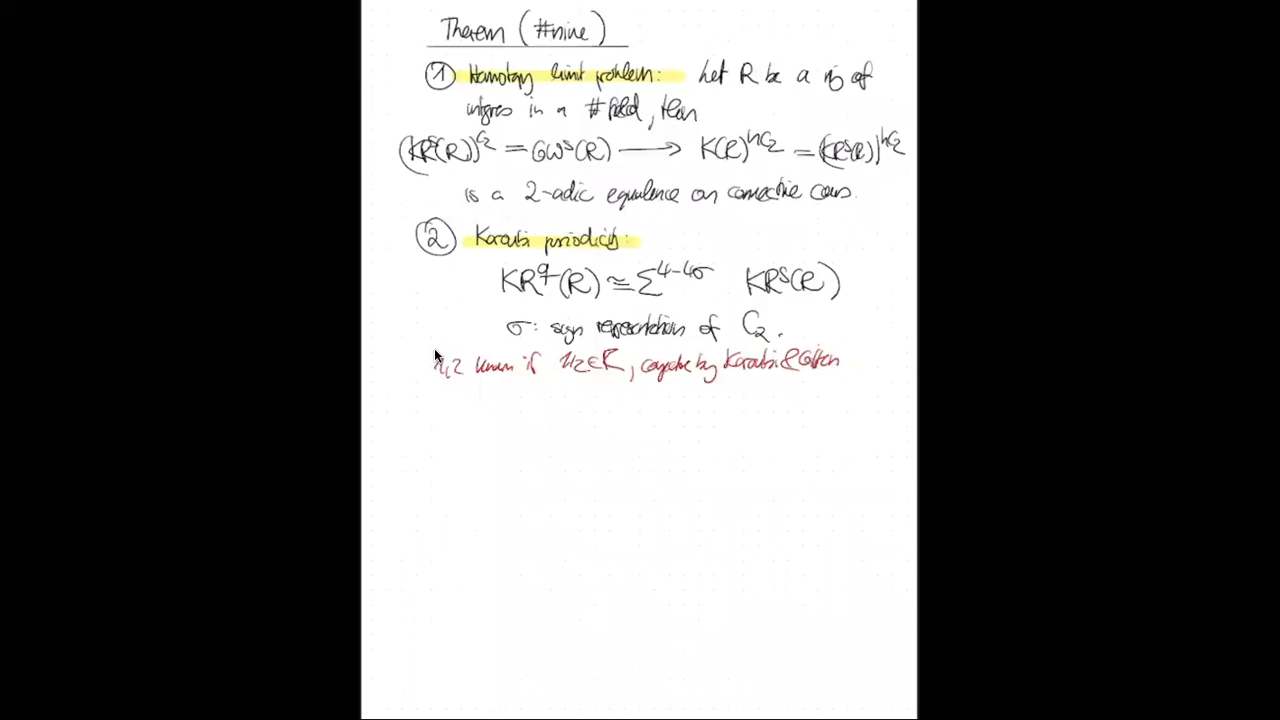 Theorem (#nine)
① Homotopy limit problem: Let R be a ring of
integers in a # field, then
(KR^s(R))^{C_2} = GW^s(R) ⟶ K(R)^{hC_2} = (KR^s(R))^{hC_2}
is a 2-adic equivalence on connective covers.
② Karoubi periodicity:
KR^q(R) ≃ Σ^{4-4σ} KR^s(R)
σ: sign representation of C_2.
1,2 known if 1/2 ∈ R, conjecture by Karoubi &